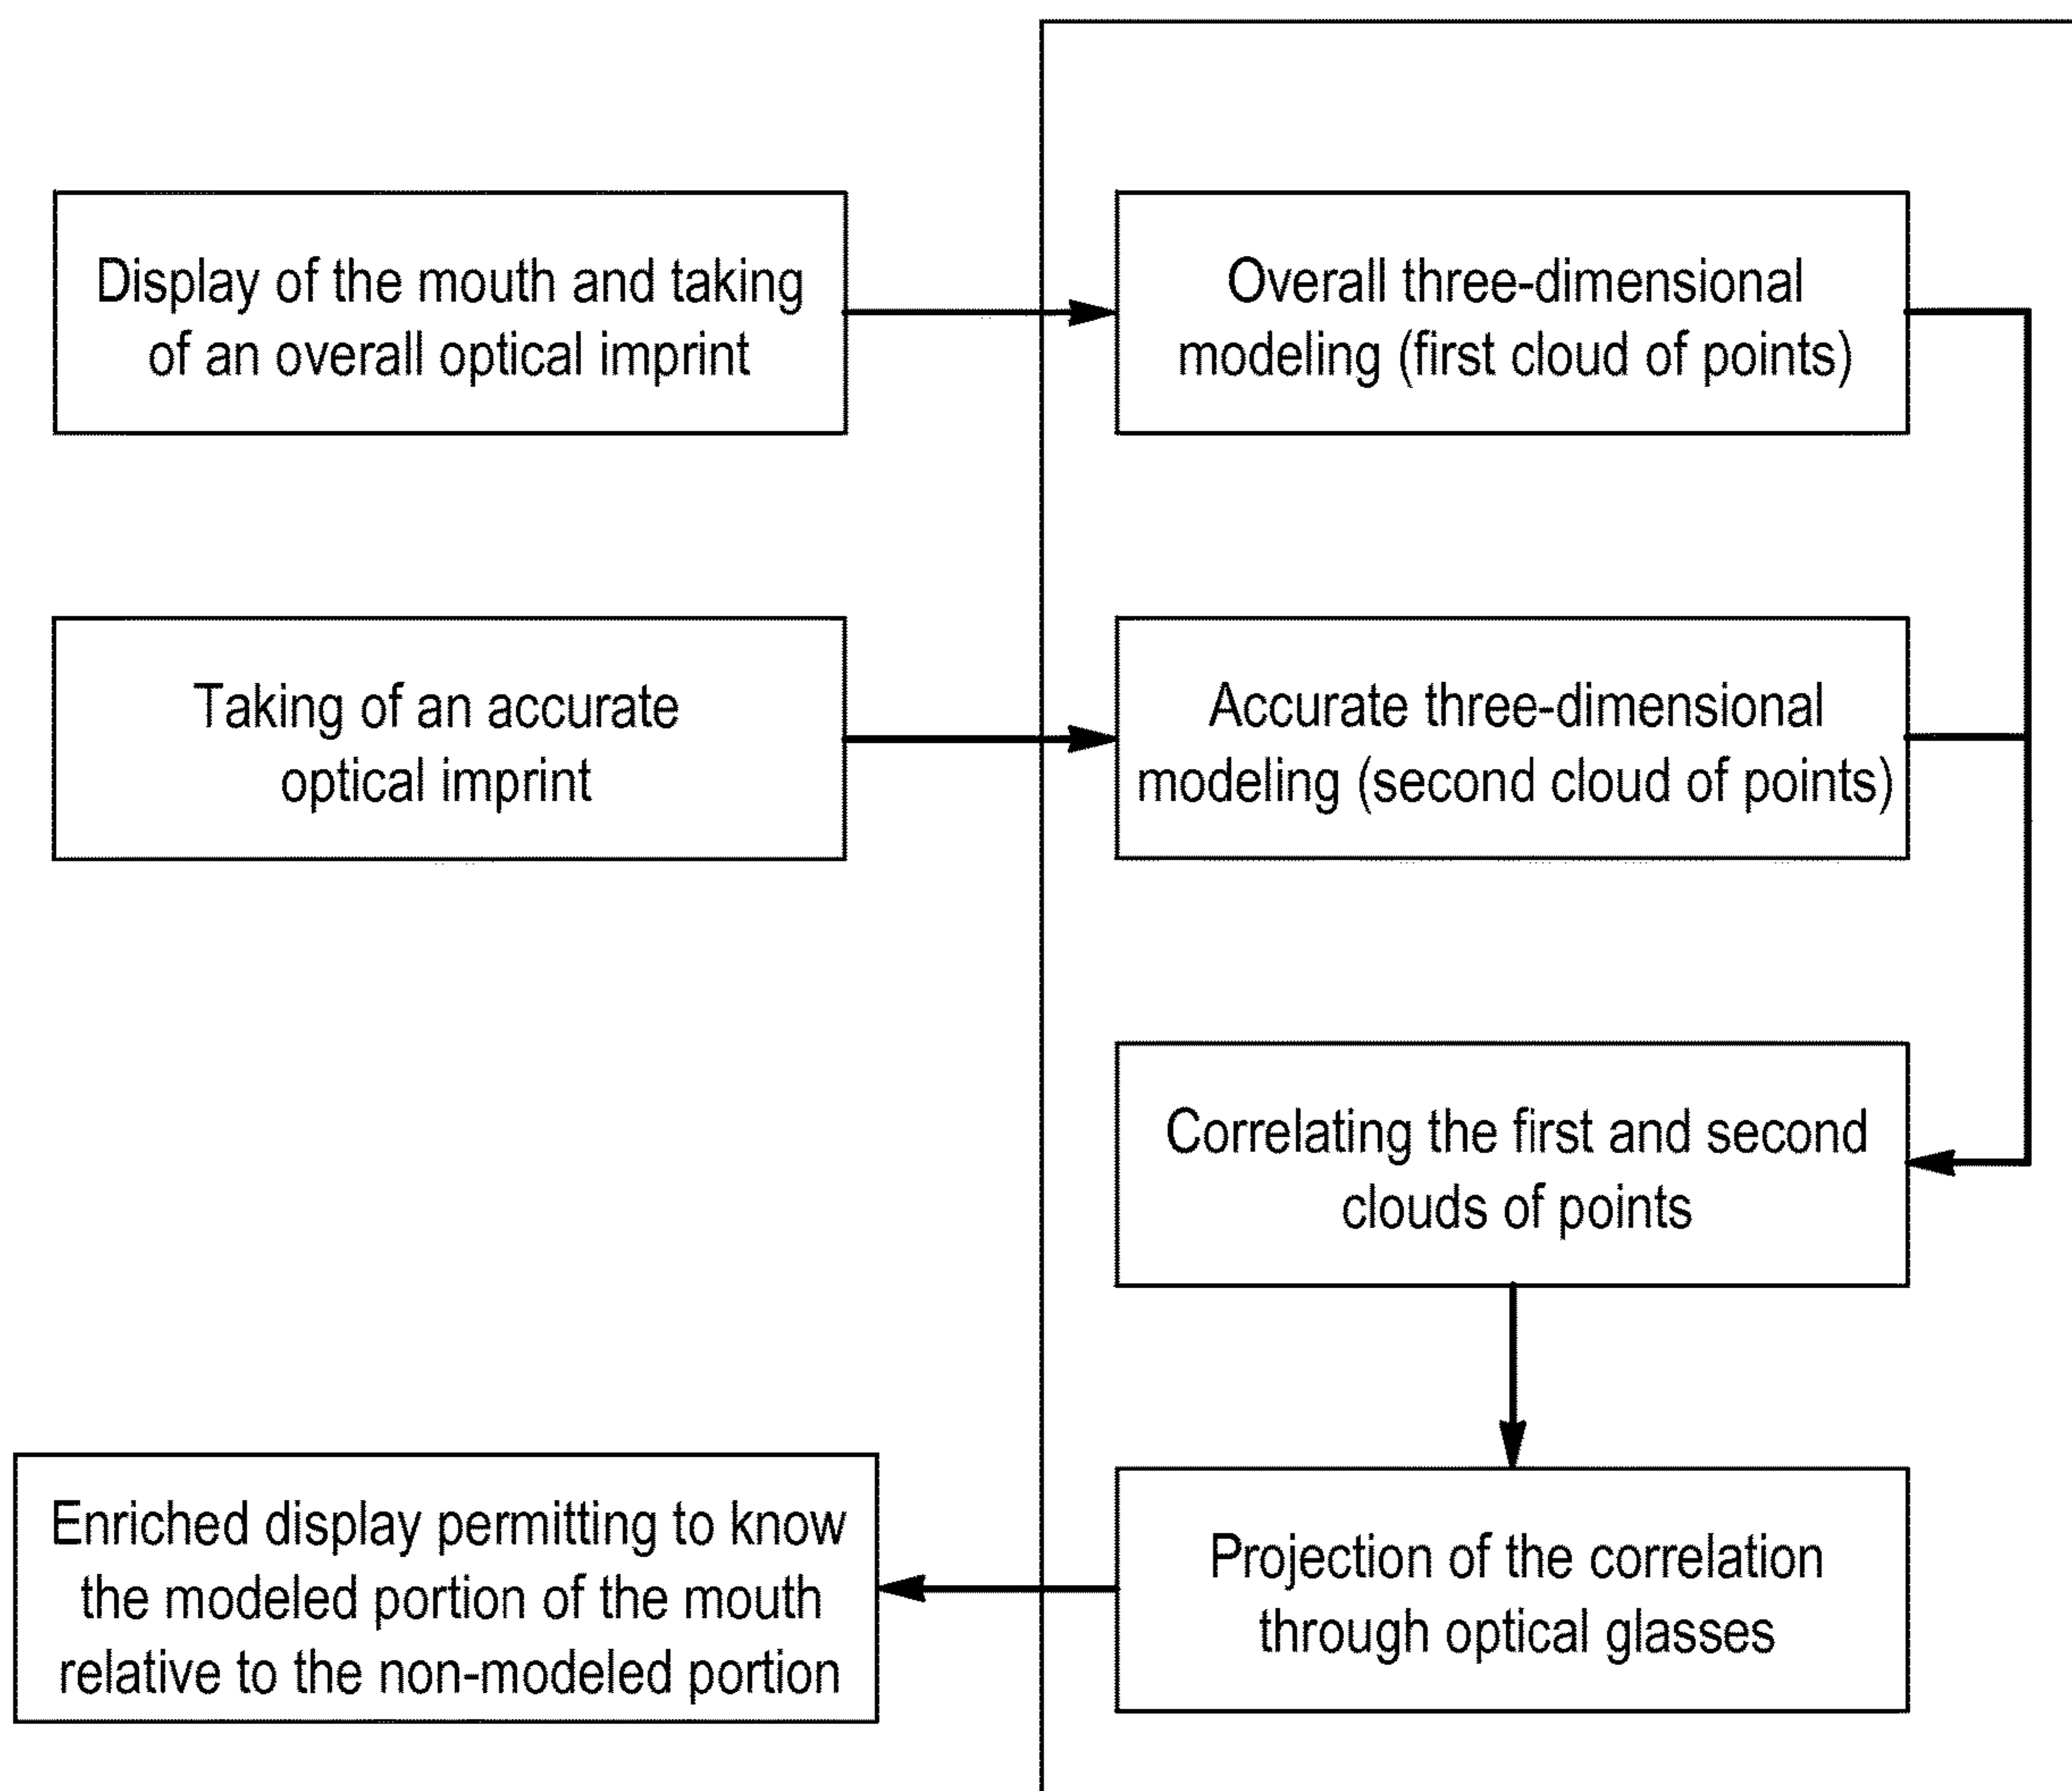 Display of the mouth and taking
of an overall optical imprint
Overall three-dimensional
modeling (first cloud of points)
Taking of an accurate
optical imprint
Accurate three-dimensional
modeling (second cloud of points)
Correlating the first and second
clouds of points
Enriched display permitting to know
the modeled portion of the mouth
relative to the non-modeled portion
Projection of the correlation
through optical glasses